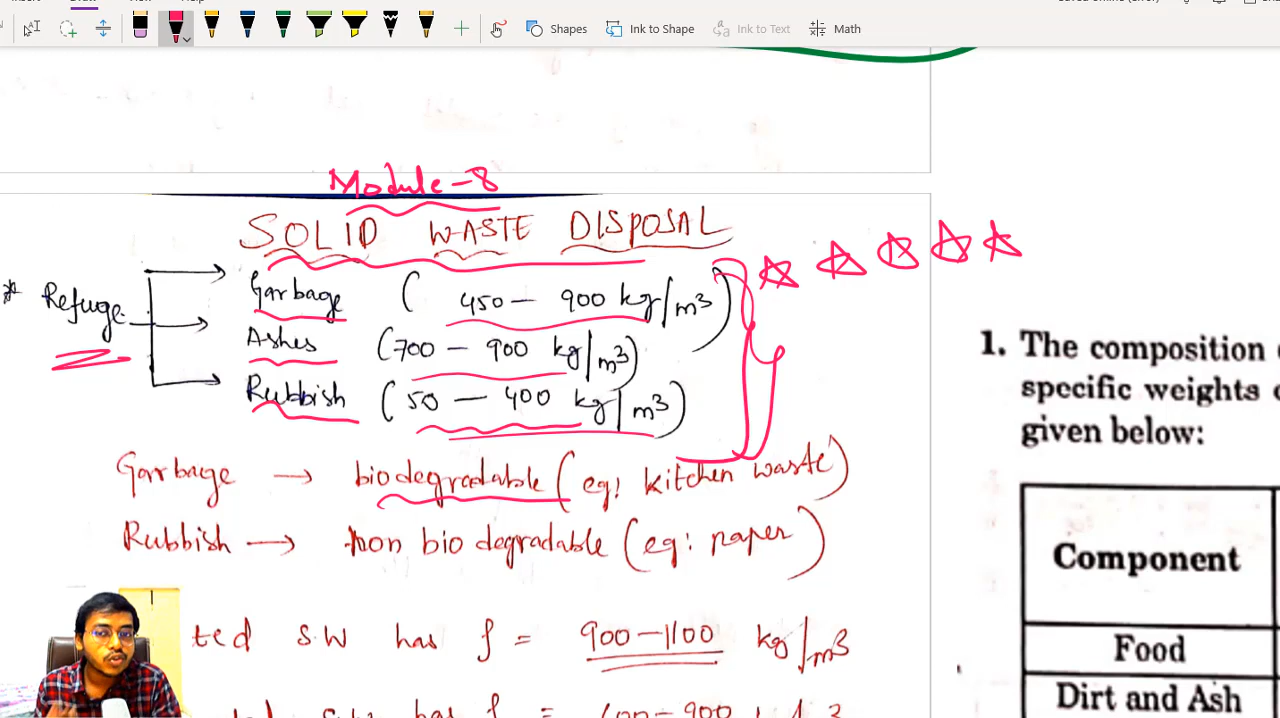 Shapes
Ink to Shape
Ink to Text
Math
Module-8
SOLID WASTE DISPOSAL
* Refuge
Garbage (450 - 900 kg/m³)
Ashes (700 - 900 kg/m³)
Rubbish (50 - 400 kg/m³)
Garbage → biodegradable (eg: kitchen waste)
Rubbish → non bio degradable (eg: paper)
ted SW has ρ = 900-1100 kg/m³
has ρ =
1. The composition
specific weights
given below:
Component
Food
Dirt and Ash